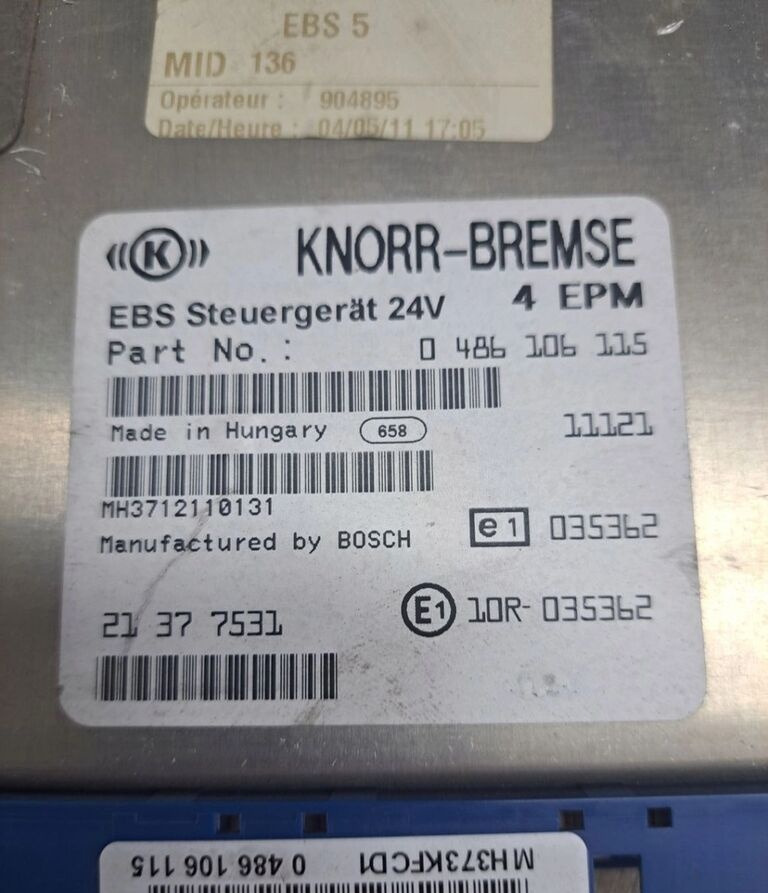 EBS 5
MID 136
Opérateur : 904895
Date/Heure : 04/05/11 17:05
K KNORR-BREMSE
EBS Steuergerät 24V 4 EPM
Part No.: 0 486 106 115
Made in Hungary 658 11121
MH3712110131
Manufactured by BOSCH e1 035362
21 37 7531 E1 10R-035362
MH373KFCD1 0 486 106 115